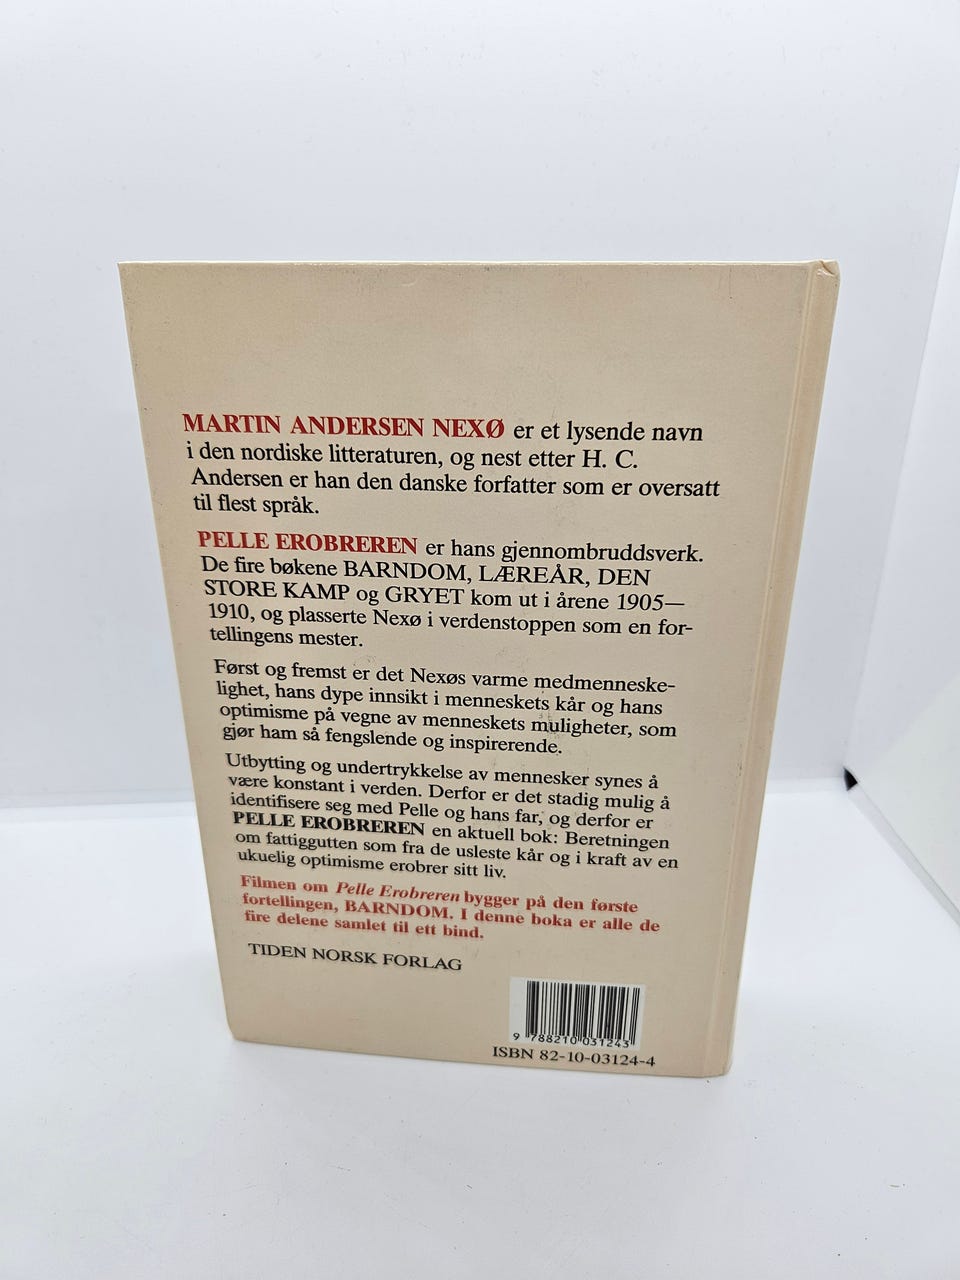 MARTIN ANDERSEN NEXØ er et lysende navn
i den nordiske litteraturen, og nest etter H. C.
Andersen er han den danske forfatter som er oversatt
til flest språk.
PELLE EROBREREN er hans gjennombruddsverk.
De fire bøkene BARNDOM, LÆREÅR, DEN
STORE KAMP og GRYET kom ut i årene 1905—
1910, og plasserte Nexø i verdenstoppen som en for-
tellingens mester.
Først og fremst er det Nexøs varme medmenneske-
lighet, hans dype innsikt i menneskets kår og hans
optimisme på vegne av menneskets muligheter, som
gjør ham så fengslende og inspirerende.
Utbytting og undertrykkelse av mennesker synes å
være konstant i verden. Derfor er det stadig mulig å
identifisere seg med Pelle og hans far, og derfor er
PELLE EROBREREN en aktuell bok: Beretningen
om fattiggutten som fra de usleste kår og i kraft av en
ukuelig optimisme erobrer sitt liv.
Filmen om Pelle Erobreren bygger på den første
fortellingen, BARNDOM. I denne boka er alle de
fire delene samlet til ett bind.
TIDEN NORSK FORLAG
9 788210 031243
ISBN 82-10-03124-4